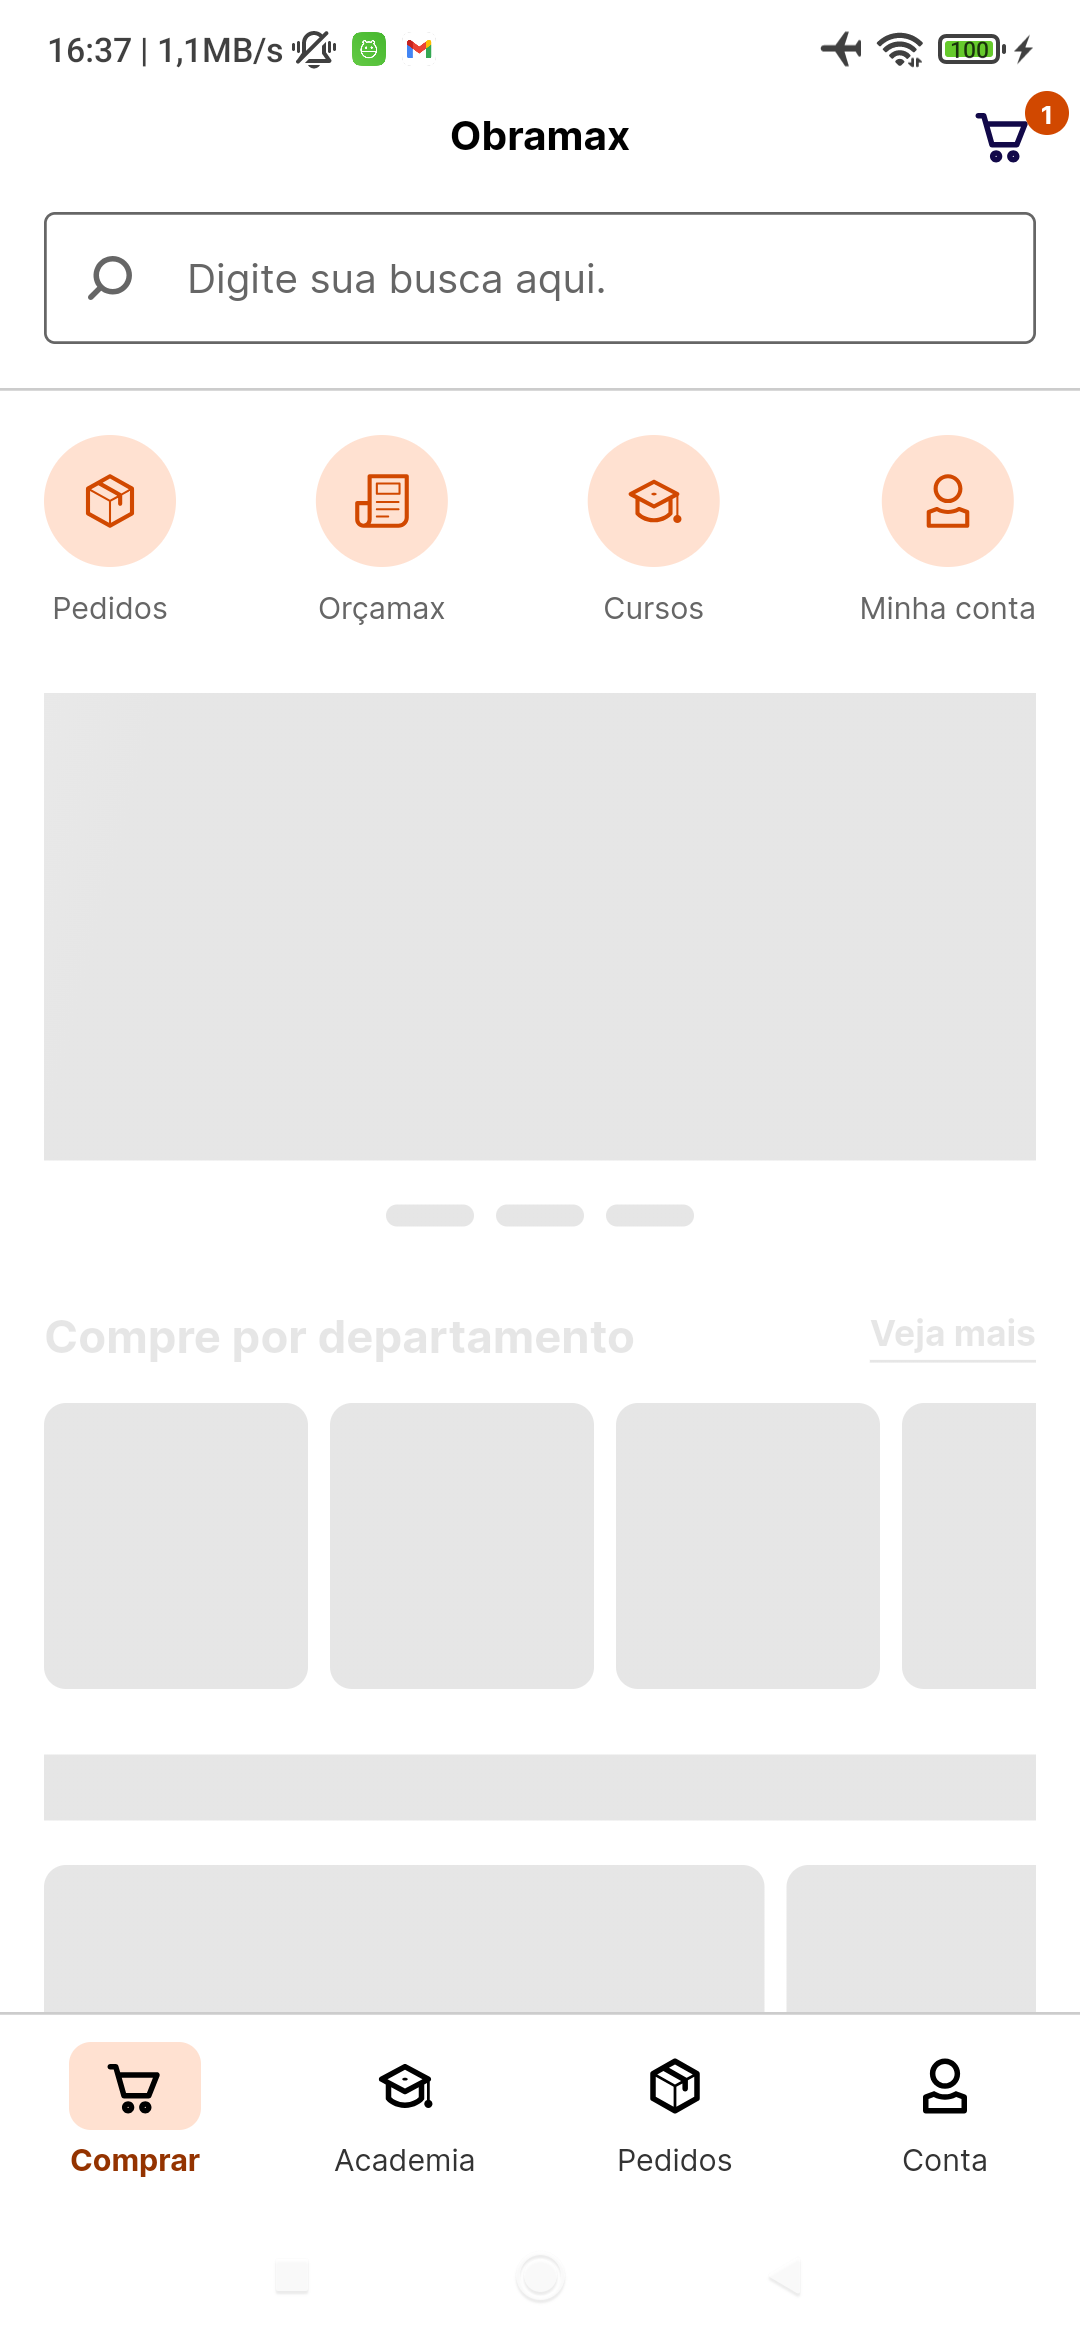 16:37 | 1,1MB/s
100
Obramax
1
Digite sua busca aqui.
Pedidos
Orçamax
Cursos
Minha conta
Compre por departamento
Veja mais
Comprar
Academia
Pedidos
Conta